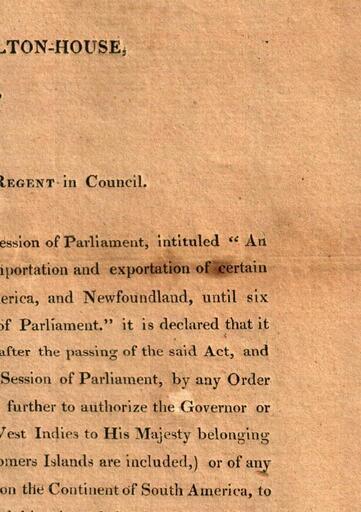 LTON-HOUSE,
REGENT in Council.
ession of Parliament, intituled “ An
portation and exportation of certain
erica, and Newfoundland, until six
of Parliament.” it is declared that it
after the passing of the said Act, and
Session of Parliament, by any Order
further to authorize the Governor or
West Indies to His Majesty belonging
omers Islands are included,) or of any
on the Continent of South America, to